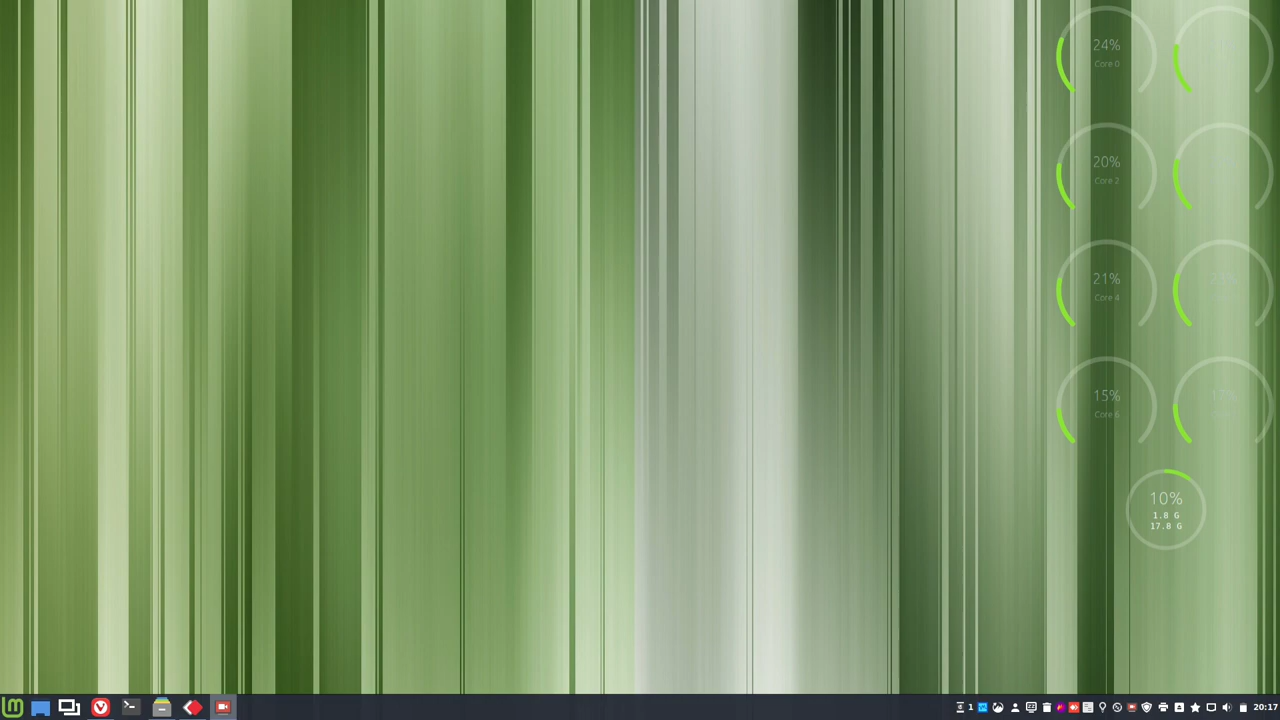 24%
Core 0
20%
Core 2
21%
Core 4
15%
Core 6
17%
10%
1.8 G
17.8 G
1
20:17